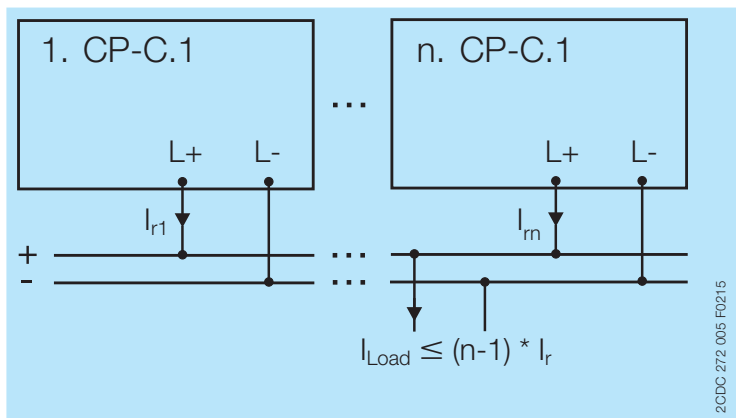 1. CP-C.1
...
n. CP-C.1
L+ L-
L+ L-
Ir1
Irn
+ ...
- ...
ILoad ≤ (n-1) * Ir
2CDC 272 005 F0215